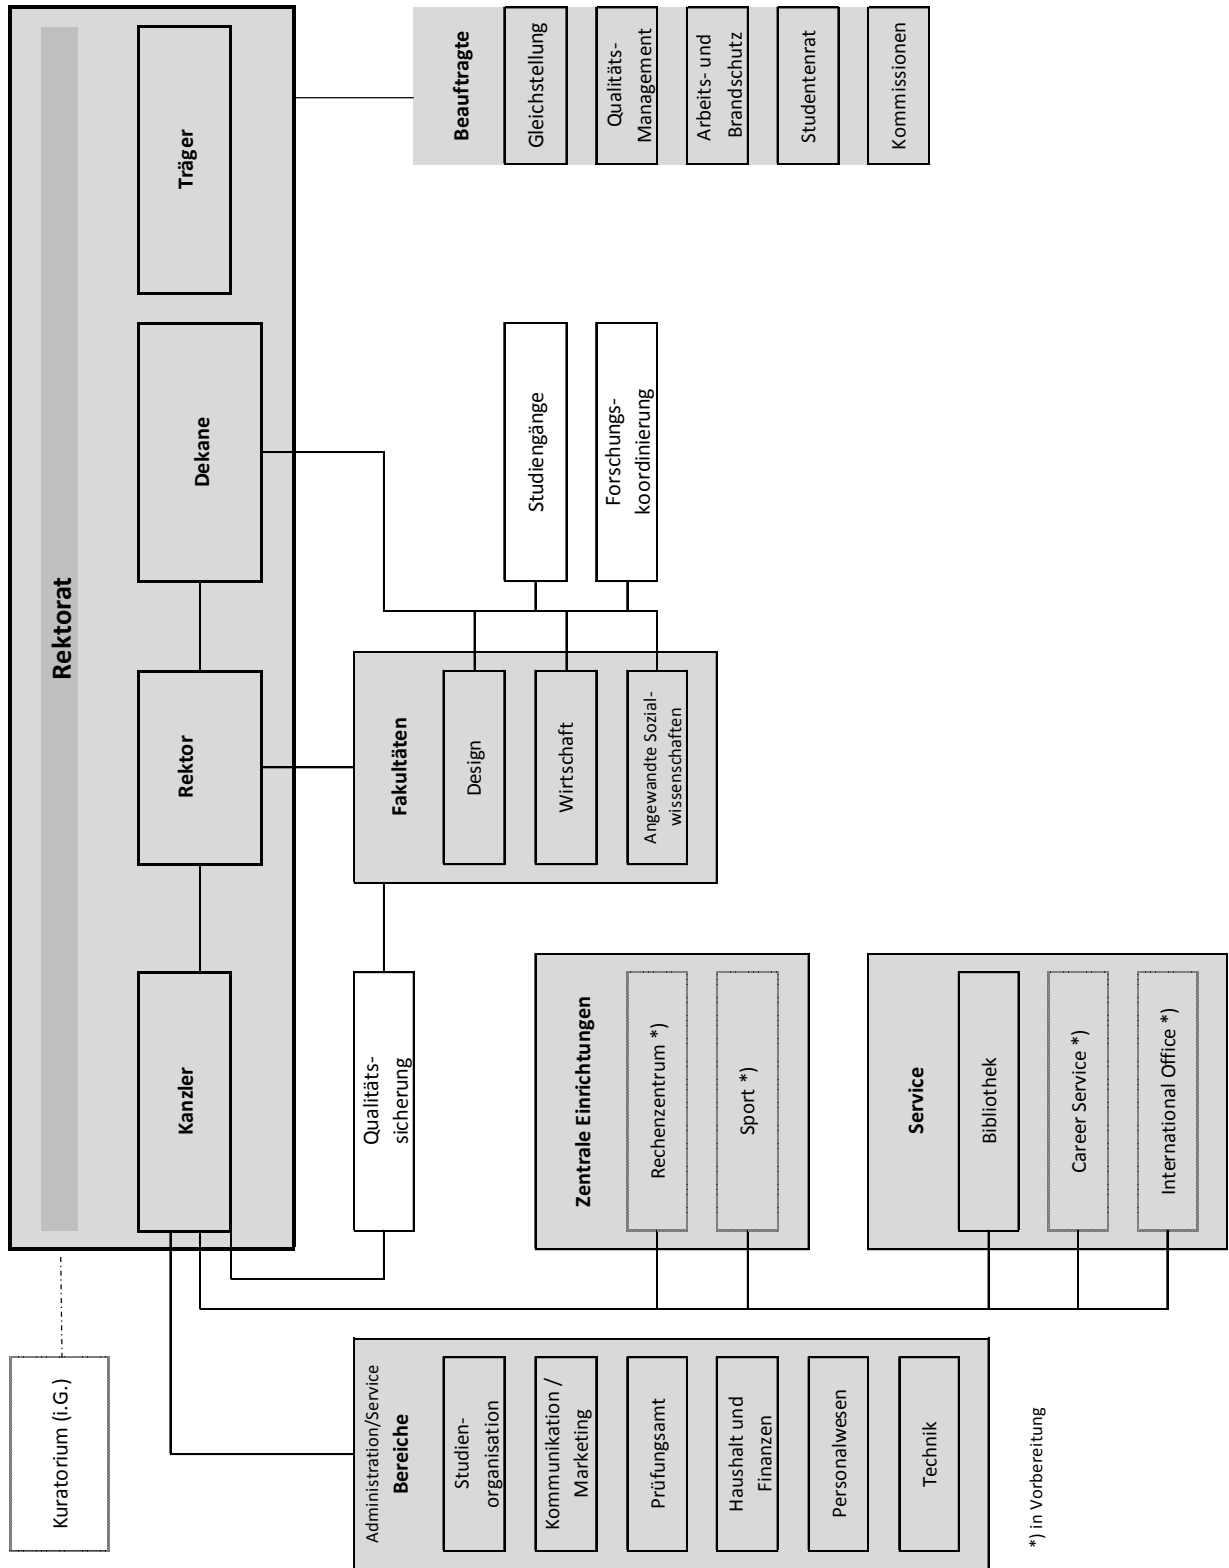 Kuratorium (i.G.)
Rektorat
Kanzler
Rektor
Dekane
Träger
Administration/Service
Bereiche
Studien-
organisation
Kommunikation /
Marketing
Prüfungsamt
Haushalt und
Finanzen
Personalwesen
Technik
Qualitäts-
sicherung
Zentrale Einrichtungen
Rechenzentrum *)
Sport *)
Service
Bibliothek
Career Service *)
International Office *)
Fakultäten
Design
Wirtschaft
Angewandte Sozial-
wissenschaften
Studiengänge
Forschungs-
koordinierung
Beauftragte
Gleichstellung
Qualitäts-
Management
Arbeits- und
Brandschutz
Studentenrat
Kommissionen
*) in Vorbereitung